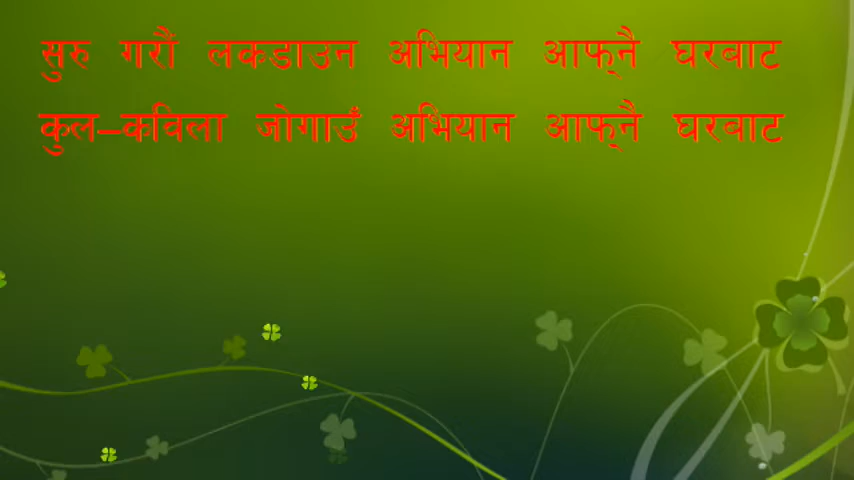 सुरु गरौं लकडाउन अभियान आफ्नै घरबाट
कुल–कविला जोगाउँ अभियान आफ्नै घरबाट